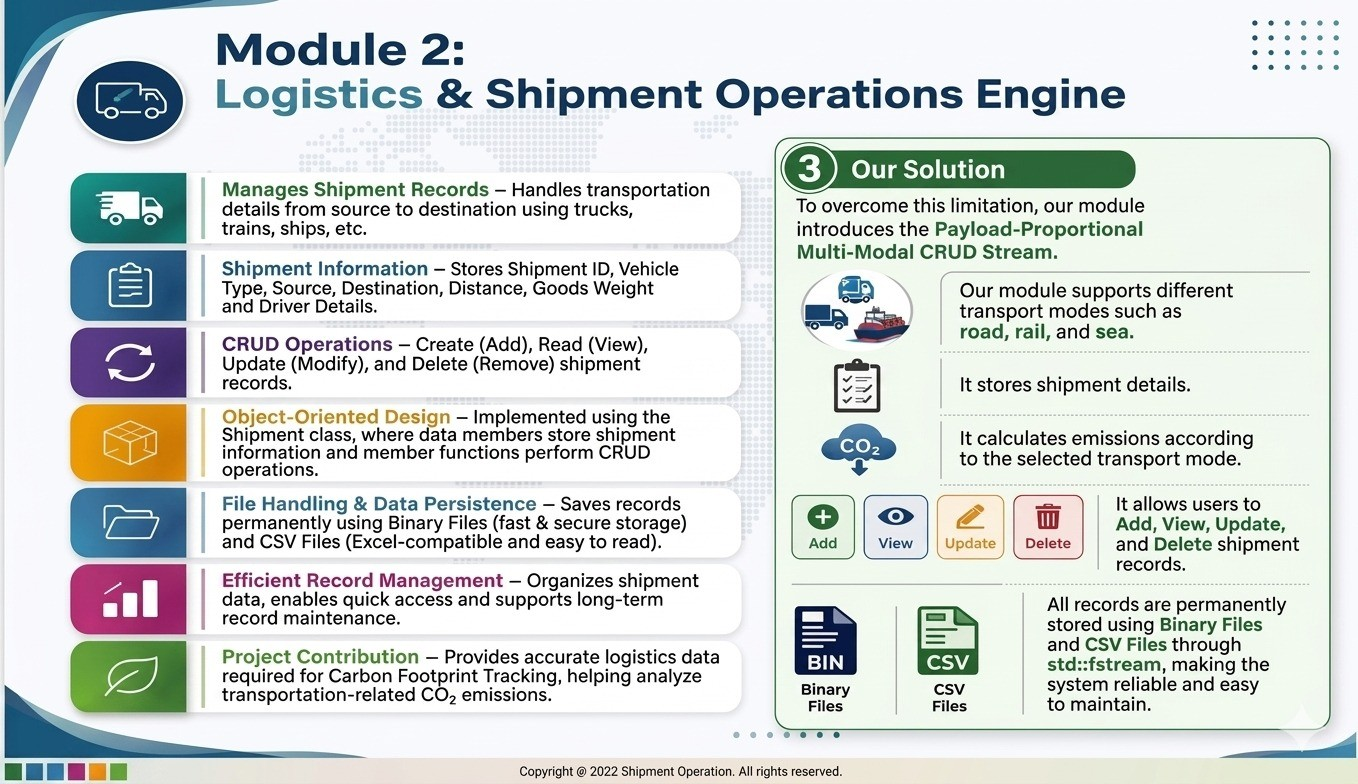 Module 2:
Logistics & Shipment Operations Engine
Manages Shipment Records – Handles transportation
details from source to destination using trucks,
trains, ships, etc.
Shipment Information – Stores Shipment ID, Vehicle
Type, Source, Destination, Distance, Goods Weight
and Driver Details.
CRUD Operations – Create (Add), Read (View),
Update (Modify), and Delete (Remove) shipment
records.
Object-Oriented Design – Implemented using the
Shipment class, where data members store shipment
information and member functions perform CRUD
operations.
File Handling & Data Persistence – Saves records
permanently using Binary Files (fast & secure storage)
and CSV Files (Excel-compatible and easy to read).
Efficient Record Management – Organizes shipment
data, enables quick access and supports long-term
record maintenance.
Project Contribution – Provides accurate logistics data
required for Carbon Footprint Tracking, helping analyze
transportation-related CO₂ emissions.
3 Our Solution
To overcome this limitation, our module
introduces the Payload-Proportional
Multi-Modal CRUD Stream.
Our module supports different
transport modes such as
road, rail, and sea.
It stores shipment details.
CO₂
It calculates emissions according
to the selected transport mode.
Add View Update Delete
It allows users to
Add, View, Update,
and Delete shipment
records.
BIN
Binary
Files
CSV
CSV
Files
All records are permanently
stored using Binary Files
and CSV Files through
std::fstream, making the
system reliable and easy
to maintain.
Copyright @ 2022 Shipment Operation. All rights reserved.